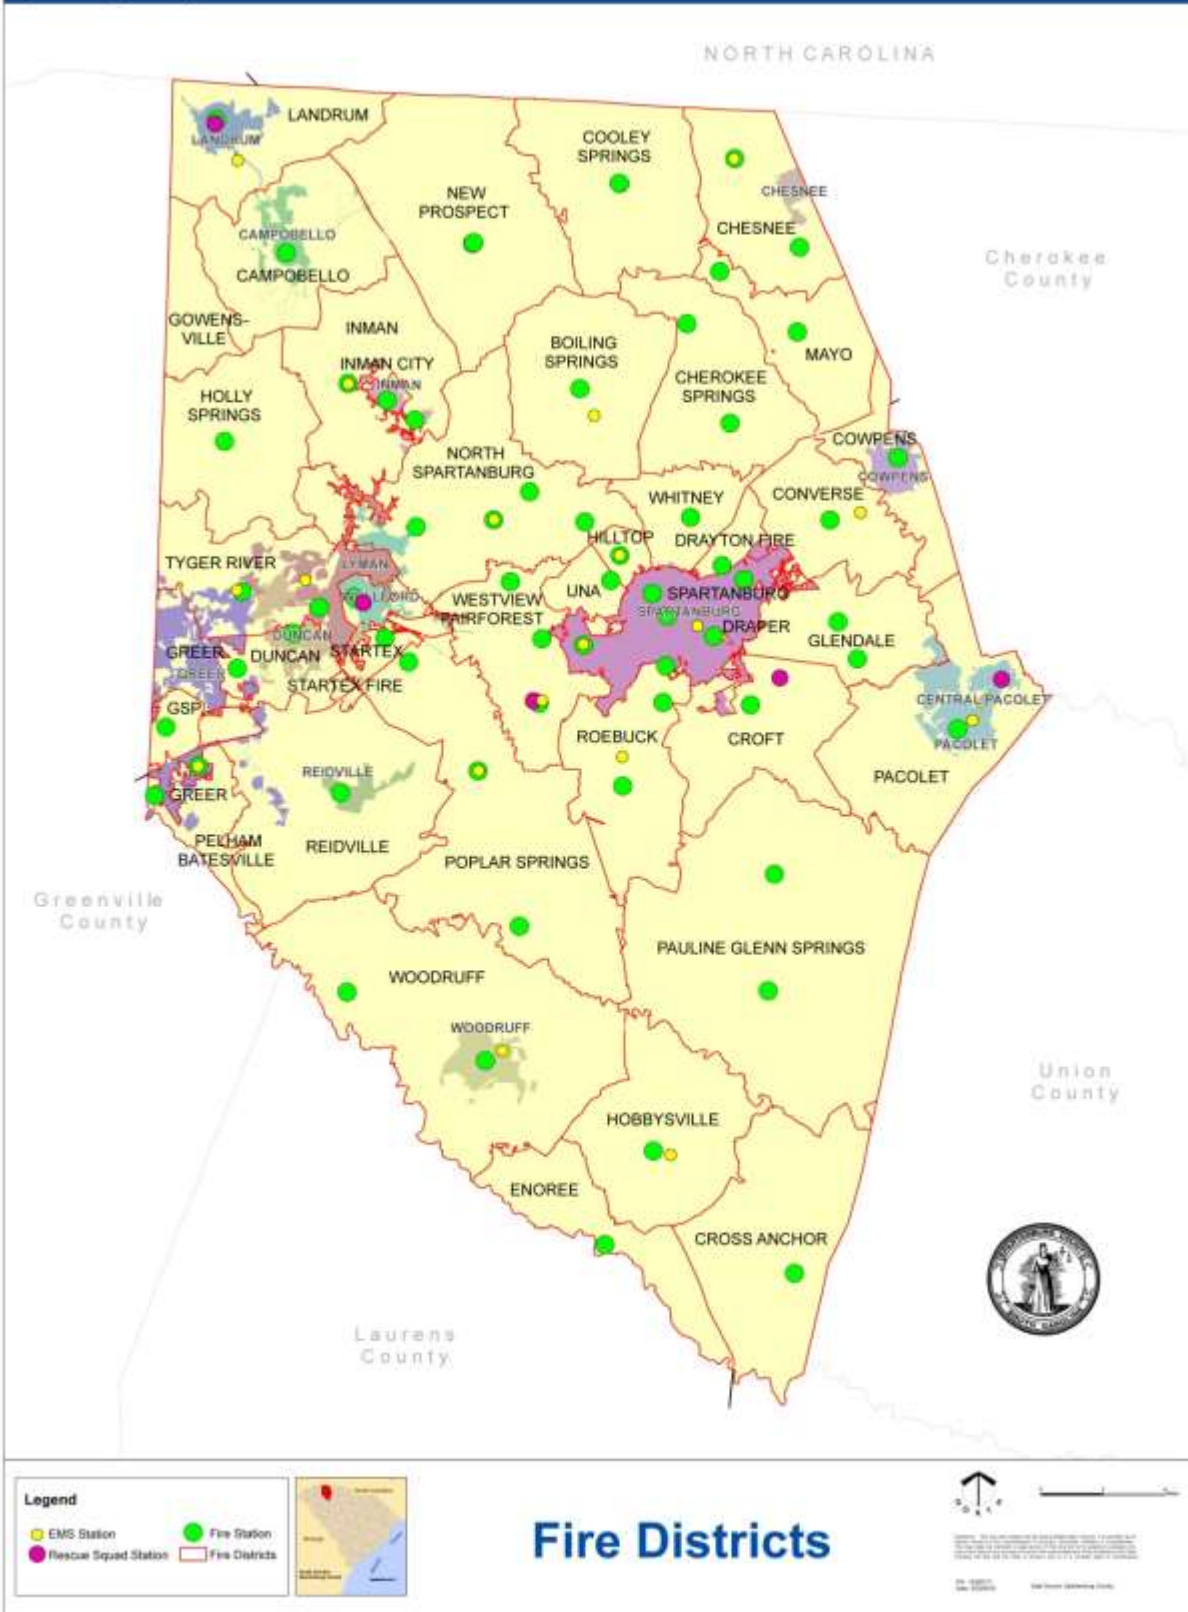 NORTH CAROLINA
LANDRUM
LANDRUM
COOLEY
SPRINGS
CHESNEE
CHESNEE
NEW
PROSPECT
CAMPOBELLO
CAMPOBELLO
Cherokee
County
GOWENS-
VILLE
INMAN
INMAN CITY
INMAN
BOILING
SPRINGS
MAYO
CHEROKEE
SPRINGS
HOLLY
SPRINGS
COWPENS
COWPENS
NORTH
SPARTANBURG
WHITNEY
CONVERSE
HILLTOP
DRAYTON FIRE
TYGER RIVER
LYMAN
UNA
WESTVIEW
FAIRFOREST
SPARTANBURG
SPARTANBURG
DRAPER
GLENDALE
DUNCAN
DUNCAN
STARTEX
STARTEX FIRE
GREER
GREER
GSP
CENTRAL PACOLET
PACOLET
PACOLET
ROEBUCK
CROFT
REIDVILLE
GREER
PELHAM
BATESVILLE
REIDVILLE
POPLAR SPRINGS
Greenville
County
PAULINE GLENN SPRINGS
WOODRUFF
WOODRUFF
Union
County
HOBBYSVILLE
ENOREE
CROSS ANCHOR
Laurens
County
Legend
EMS Station
Fire Station
Rescue Squad Station
Fire Districts
Fire Districts